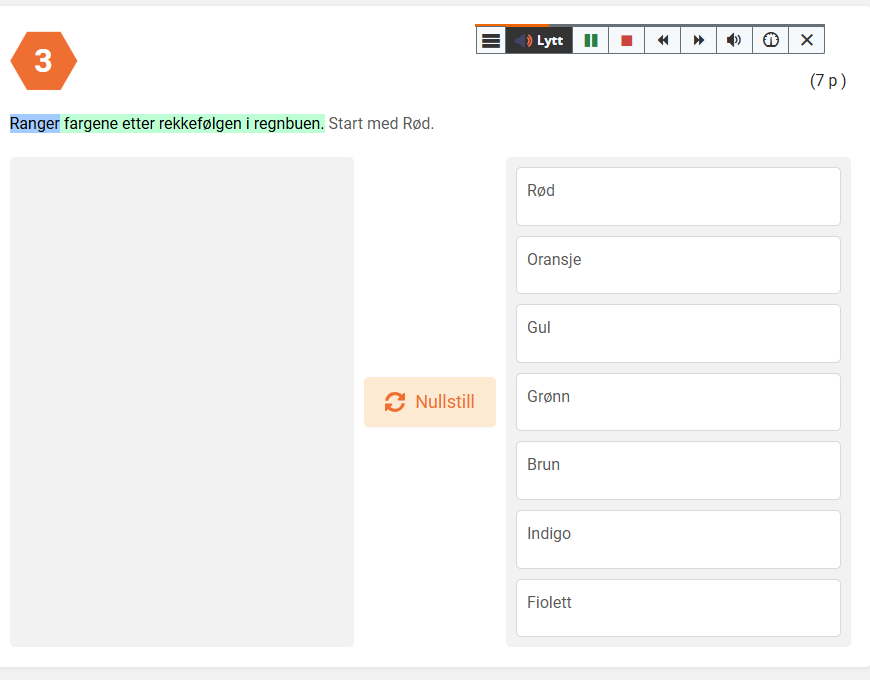 3
Lytt
(7 p )
Ranger fargene etter rekkefølgen i regnbuen. Start med Rød.
Rød
Oransje
Gul
Grønn
Brun
Indigo
Fiolett
Nullstill